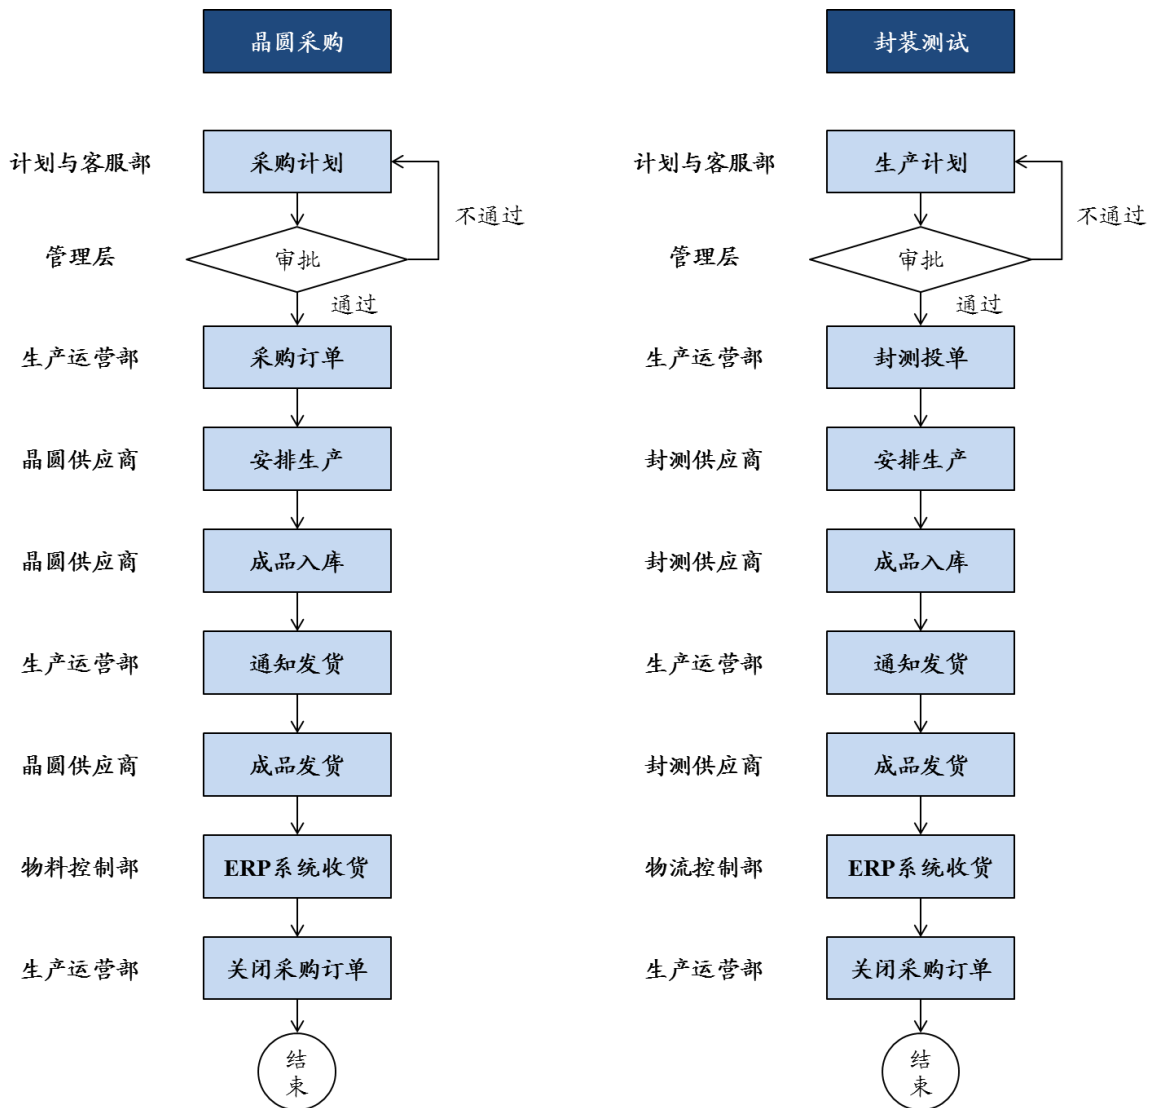 晶圆采购
封装测试
计划与客服部
采购计划
计划与客服部
生产计划
不通过
不通过
管理层
审批
管理层
审批
通过
通过
生产运营部
采购订单
生产运营部
封测投单
晶圆供应商
安排生产
封测供应商
安排生产
晶圆供应商
成品入库
封测供应商
成品入库
生产运营部
通知发货
生产运营部
通知发货
晶圆供应商
成品发货
封测供应商
成品发货
物料控制部
ERP系统收货
物流控制部
ERP系统收货
生产运营部
关闭采购订单
生产运营部
关闭采购订单
结
束
结
束